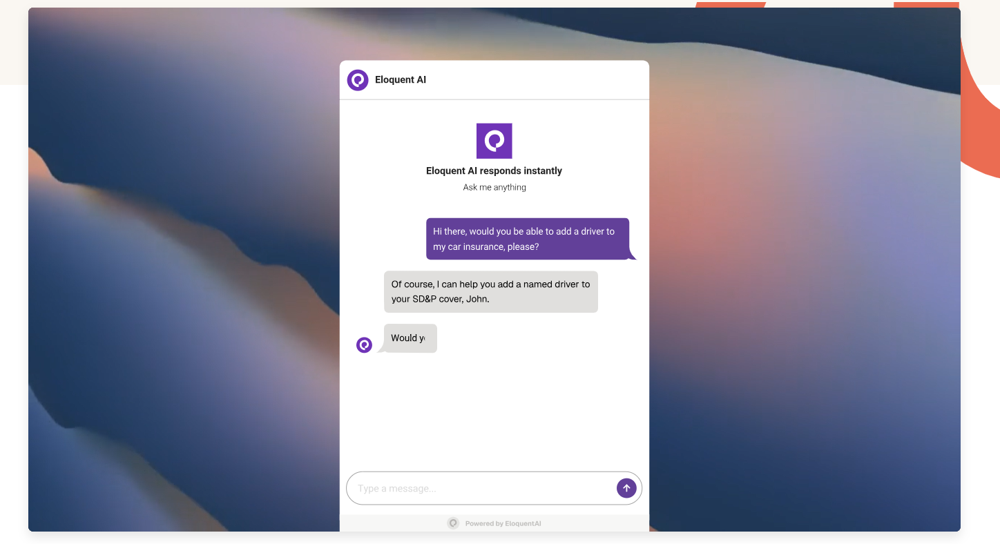 Eloquent AI
Eloquent AI responds instantly
Ask me anything
Hi there, would you be able to add a driver to
my car insurance, please?
Of course, I can help you add a named driver to
your SD&P cover, John.
Would y
Type a message...
Powered by EloquentAI